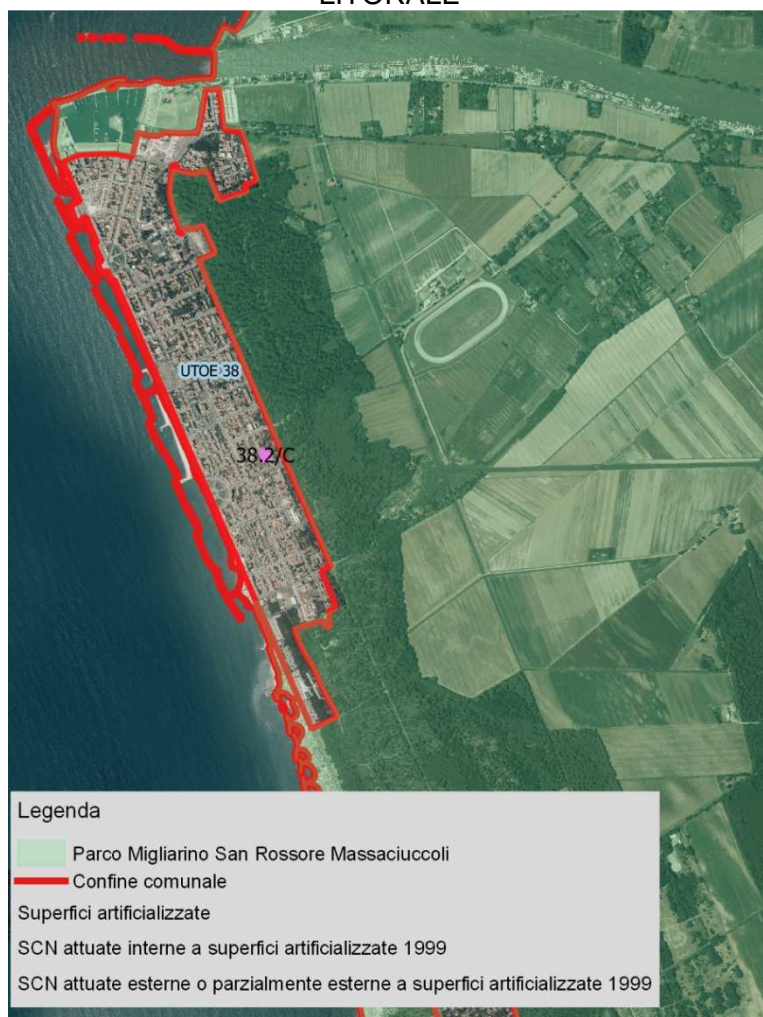 LITORALE
UTOE 38
38.2/C
Legenda
Parco Migliarino San Rossore Massaciuccoli
Confine comunale
Superfici artificializzate
SCN attuate interne a superfici artificializzate 1999
SCN attuate esterne o parzialmente esterne a superfici artificializzate 1999